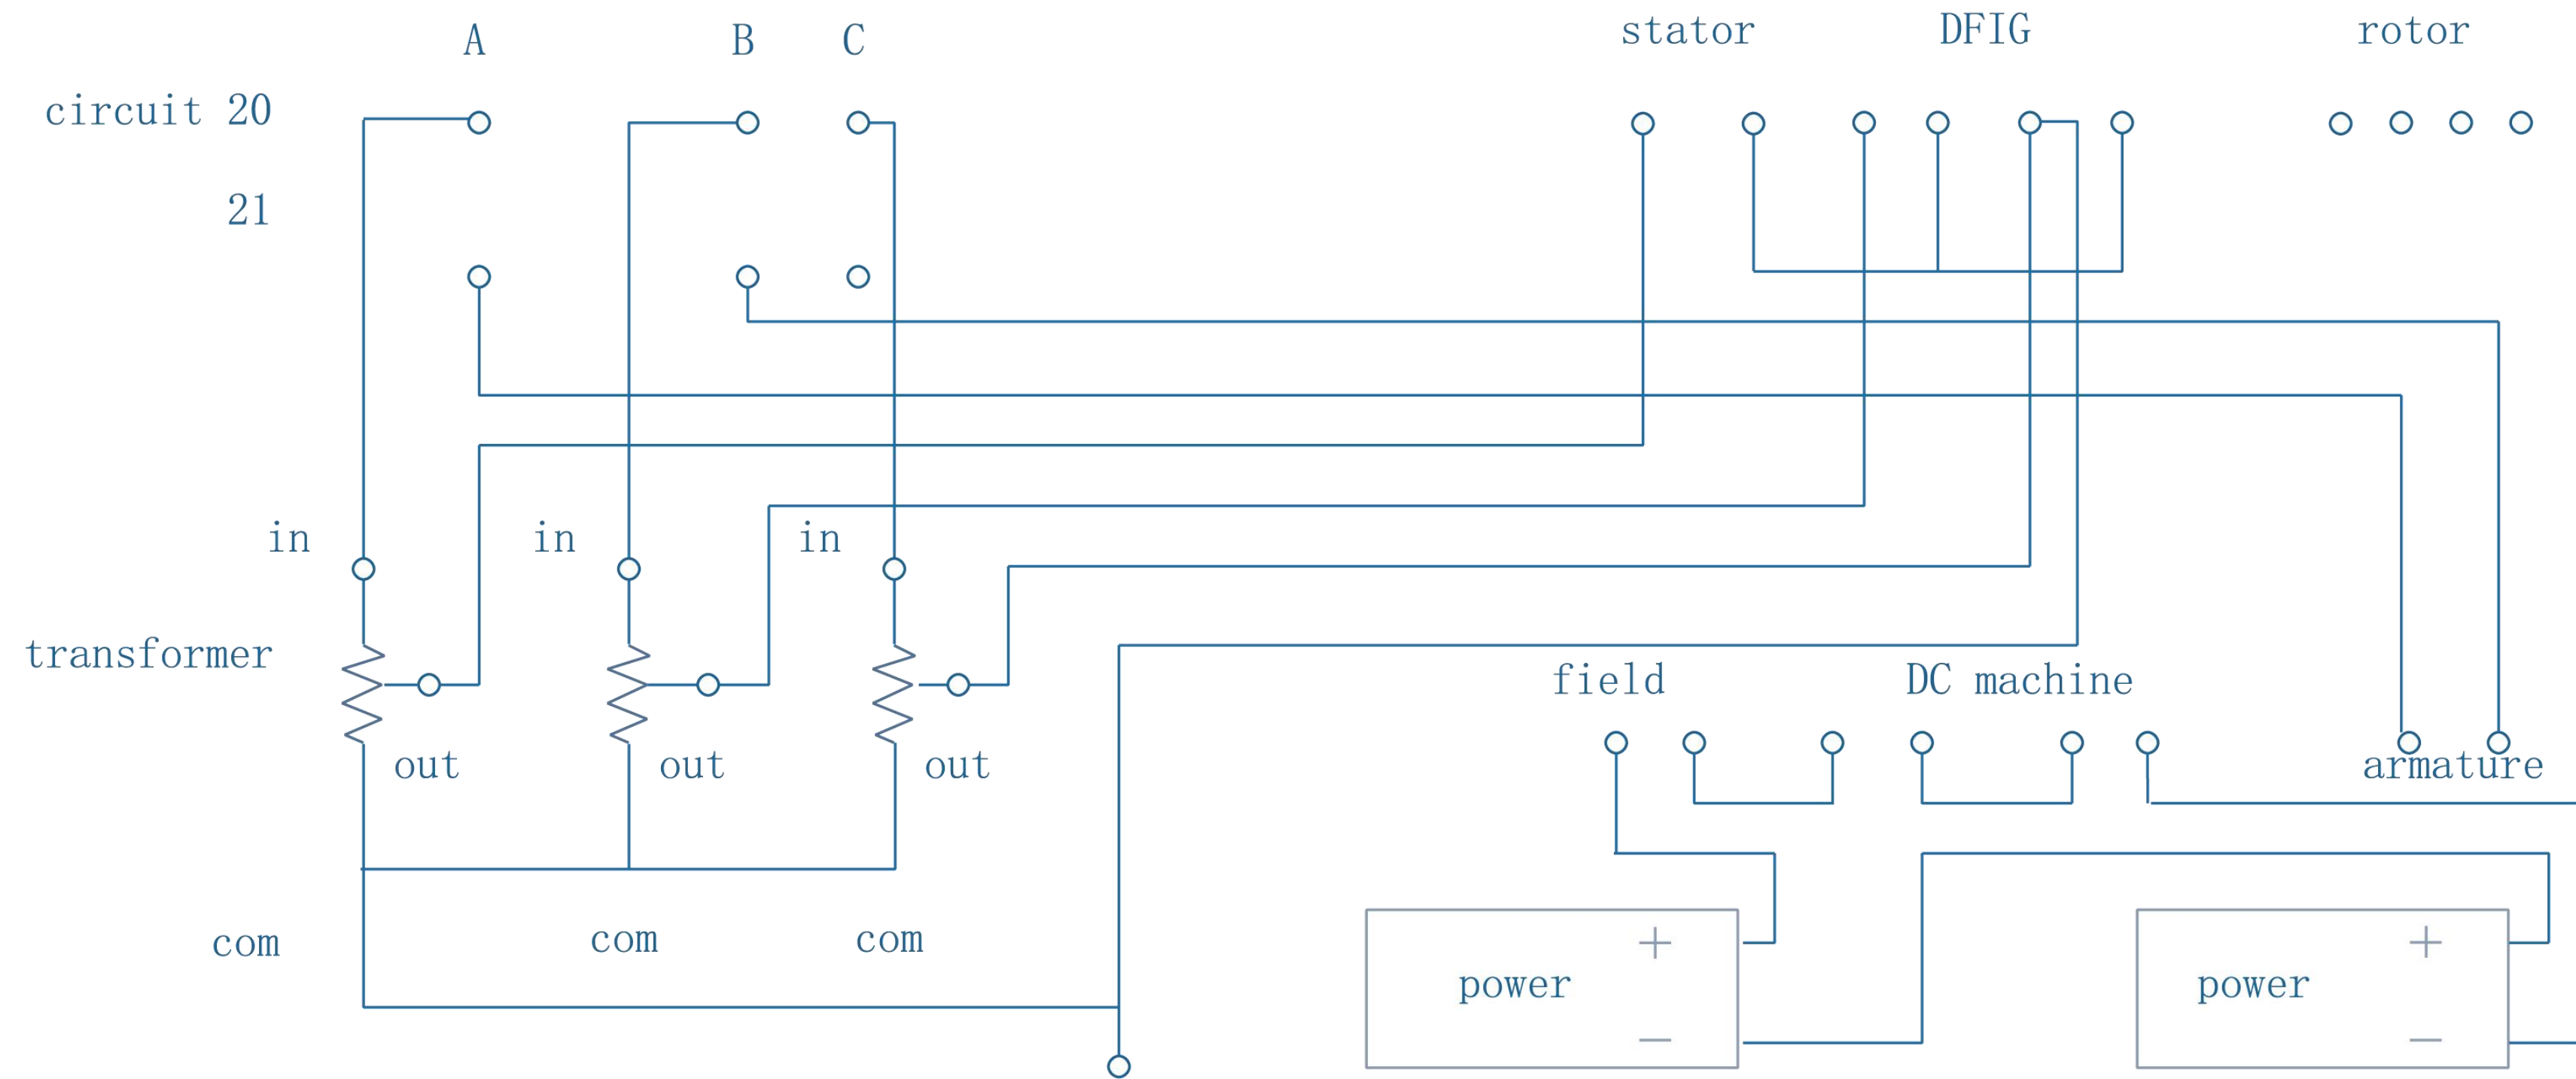 A B C stator DFIG rotor
circuit 20
21
in in in
transformer
field DC machine
out out out armature
com com com
+ +
power power
— —